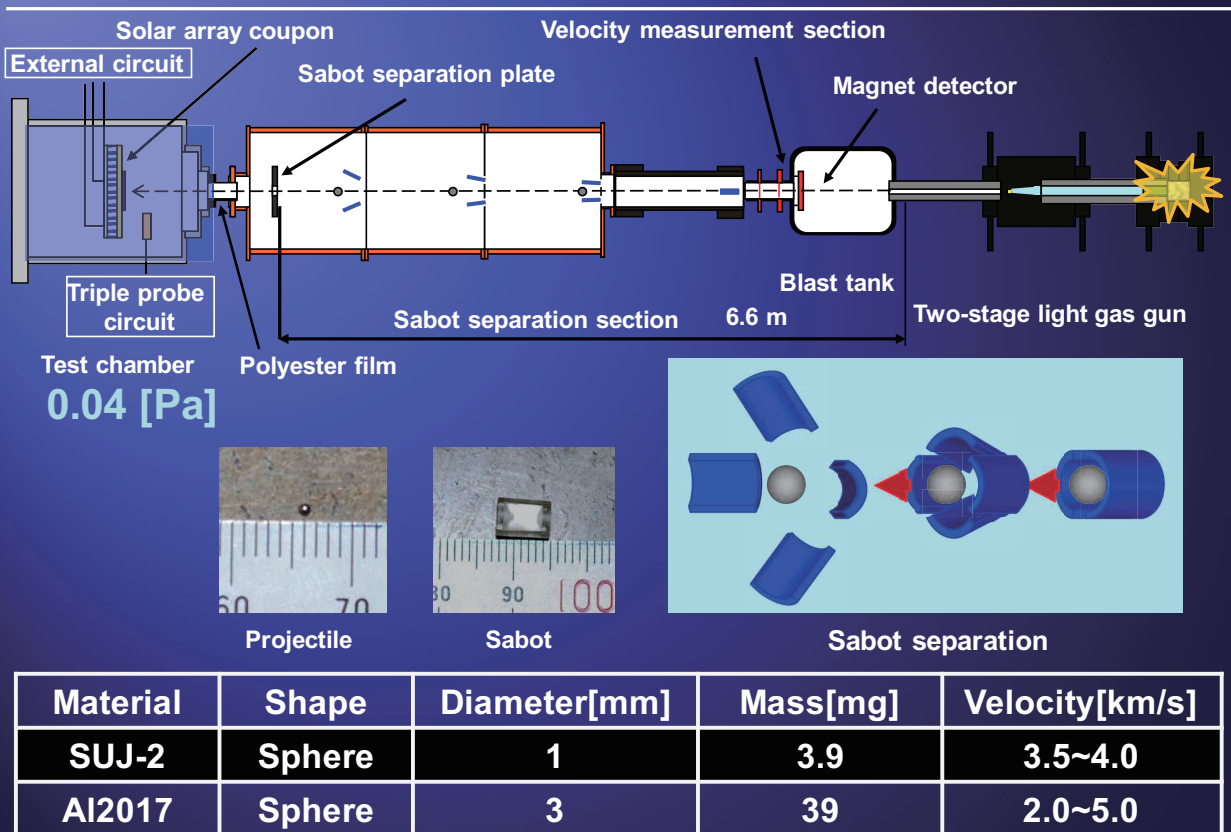 Solar array coupon
Velocity measurement section
External circuit
Sabot separation plate
Magnet detector
Triple probe
circuit
Blast tank
Sabot separation section 6.6 m
Two-stage light gas gun
Test chamber
Polyester film
0.04 [Pa]
60 70
80 90 100
Projectile
Sabot
Sabot separation
Material Shape Diameter[mm] Mass[mg] Velocity[km/s]
SUJ-2 Sphere 1 3.9 3.5~4.0
Al2017 Sphere 3 39 2.0~5.0